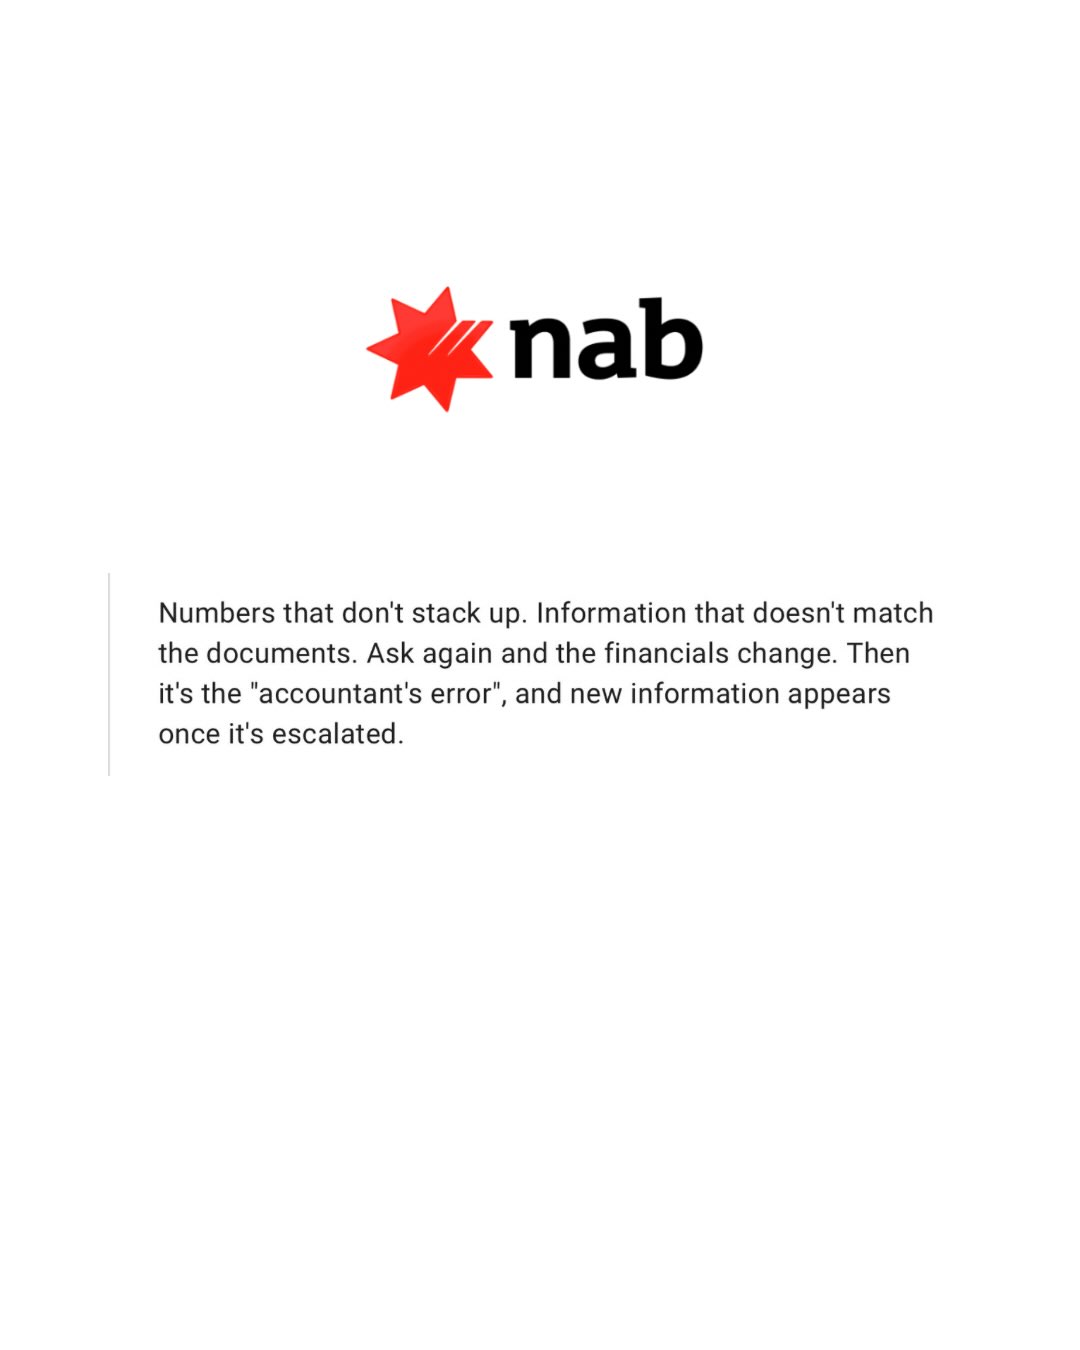 nab
Numbers that don't stack up. Information that doesn't match
the documents. Ask again and the financials change. Then
it's the "accountant's error", and new information appears
once it's escalated.